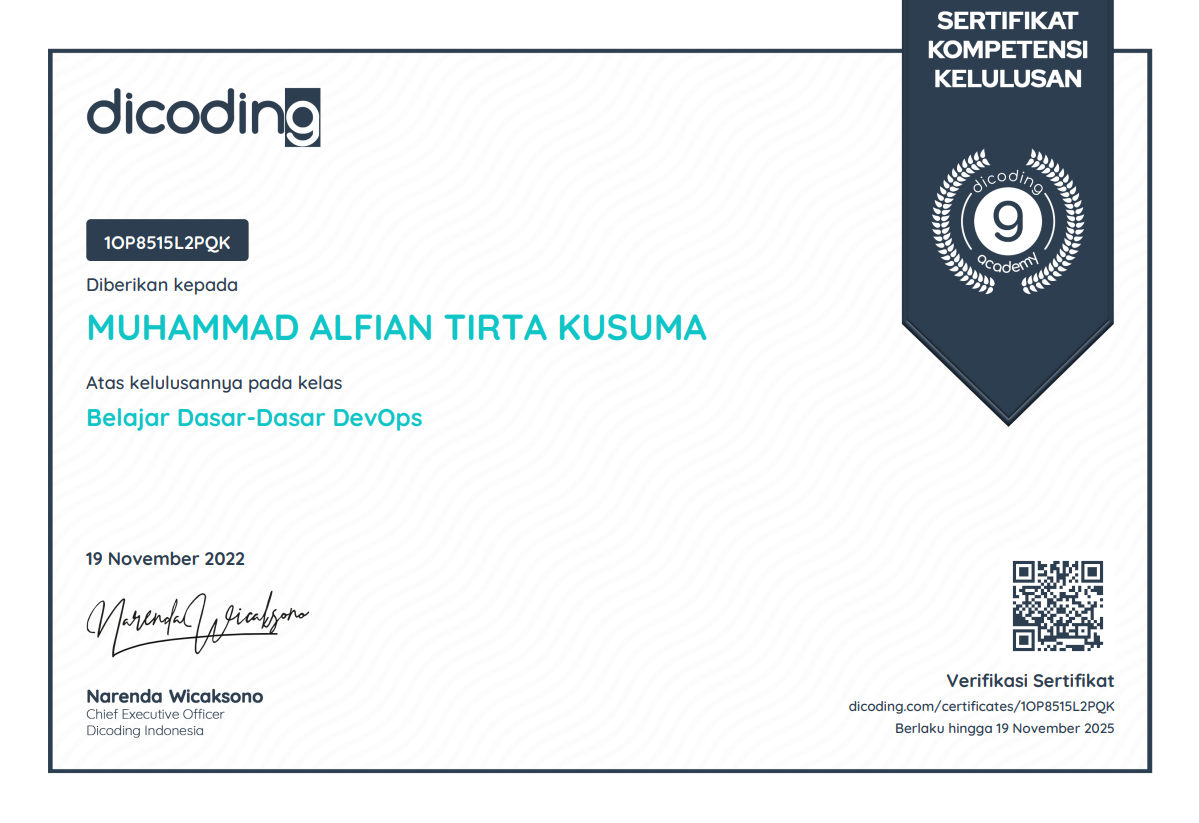 SERTIFIKAT
KOMPETENSI
KELULUSAN
dicoding
dicoding
g
academy
1OP8515L2PQK
Diberikan kepada
MUHAMMAD ALFIAN TIRTA KUSUMA
Atas kelulusannya pada kelas
Belajar Dasar-Dasar DevOps
19 November 2022
Narenda Wicaksono
Narenda Wicaksono
Chief Executive Officer
Dicoding Indonesia
Verifikasi Sertifikat
dicoding.com/certificates/1OP8515L2PQK
Berlaku hingga 19 November 2025